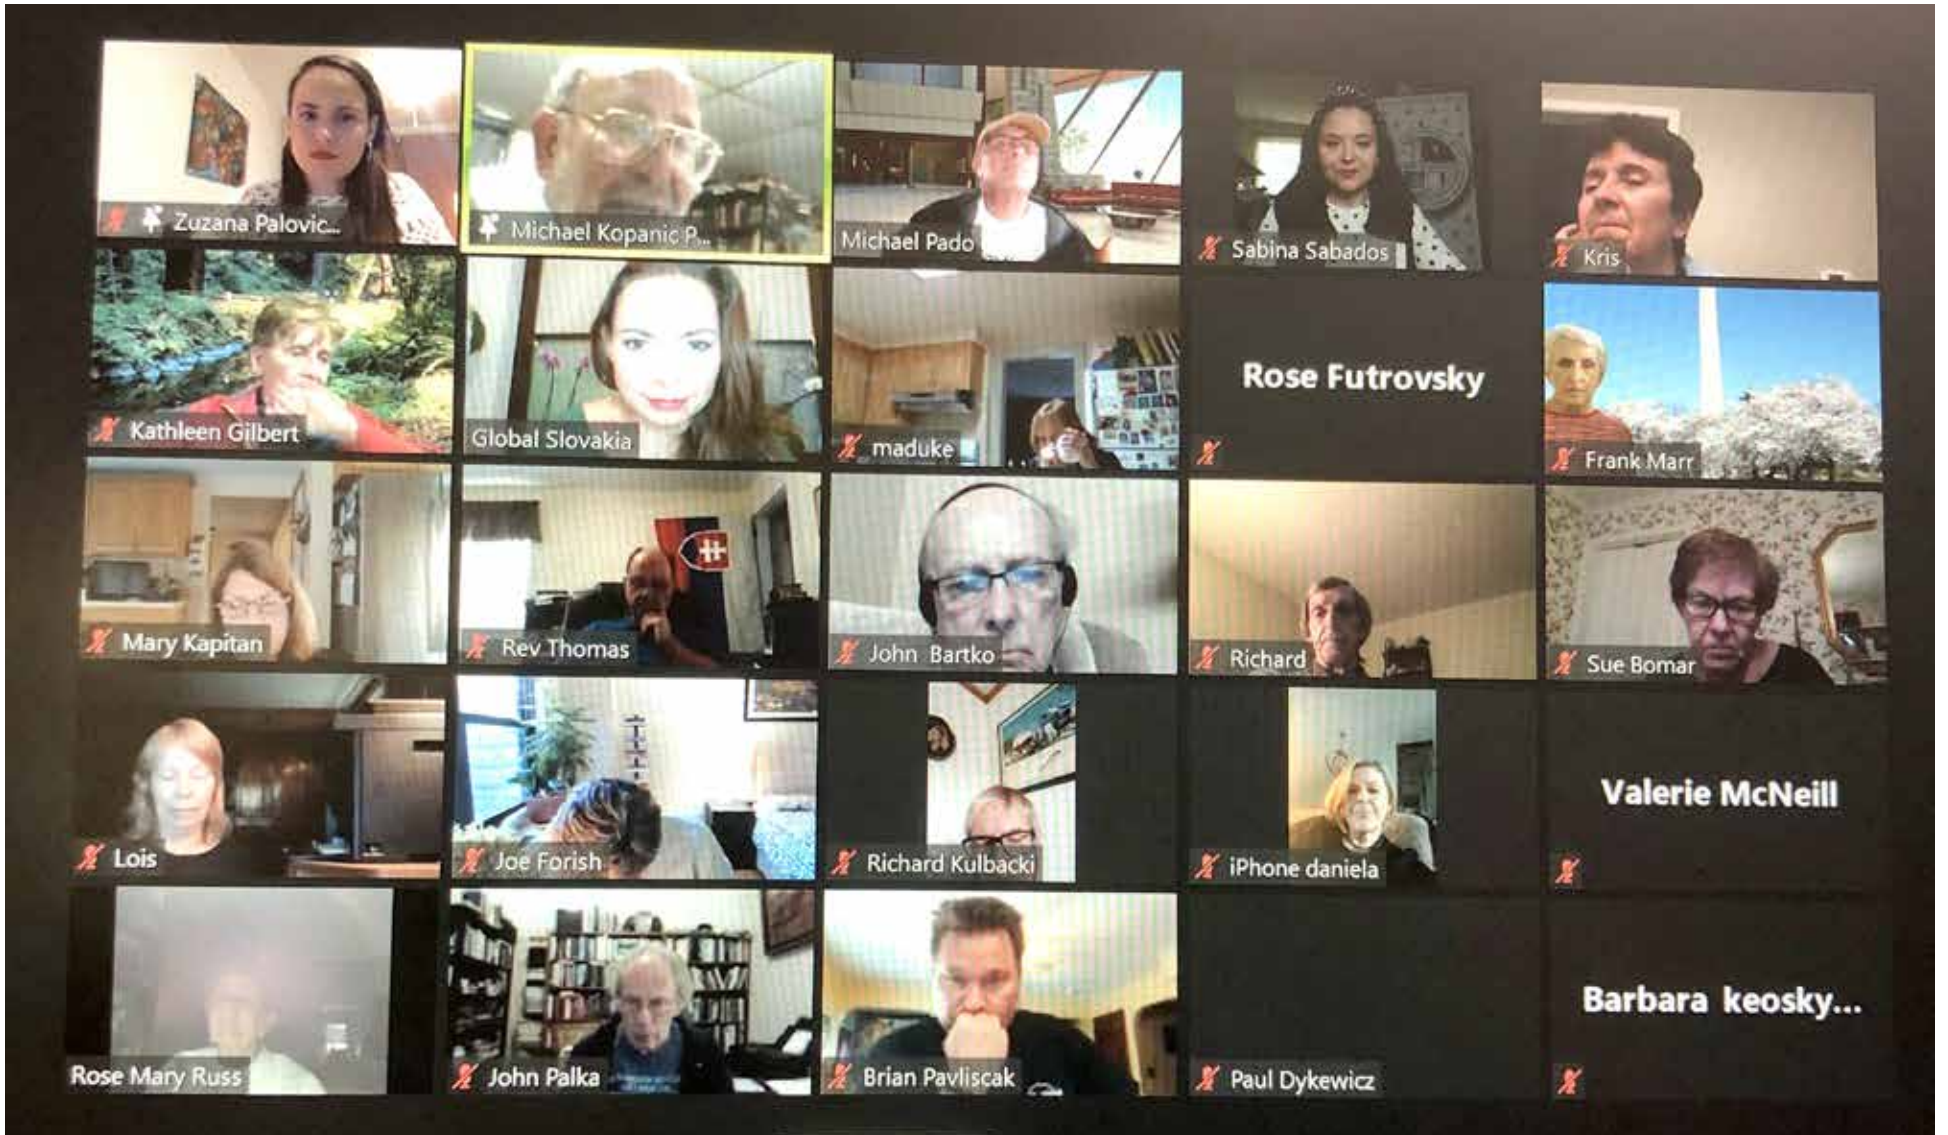 Zuzana Palovic...
Michael Kopanic P...
Michael Pado
Sabina Sabados
Kris
Kathleen Gilbert
Global Slovakia
maduke
Rose Futrovsky
Frank Marr
Mary Kapitan
Rev Thomas
John Bartko
Richard
Sue Bomar
Lois
Joe Forish
Richard Kulbacki
iPhone daniela
Valerie McNeill
Rose Mary Russ
John Palka
Brian Pavliscak
Paul Dykewicz
Barbara keosky...